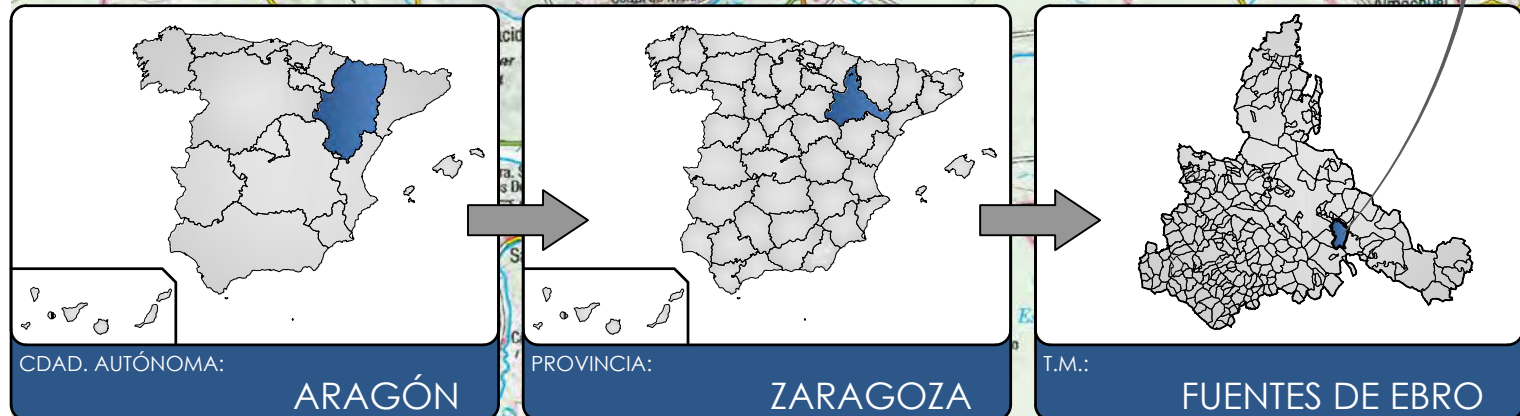 CDAD. AUTÓNOMA:
ARAGÓN
PROVINCIA:
ZARAGOZA
T.M.:
FUENTES DE EBRO